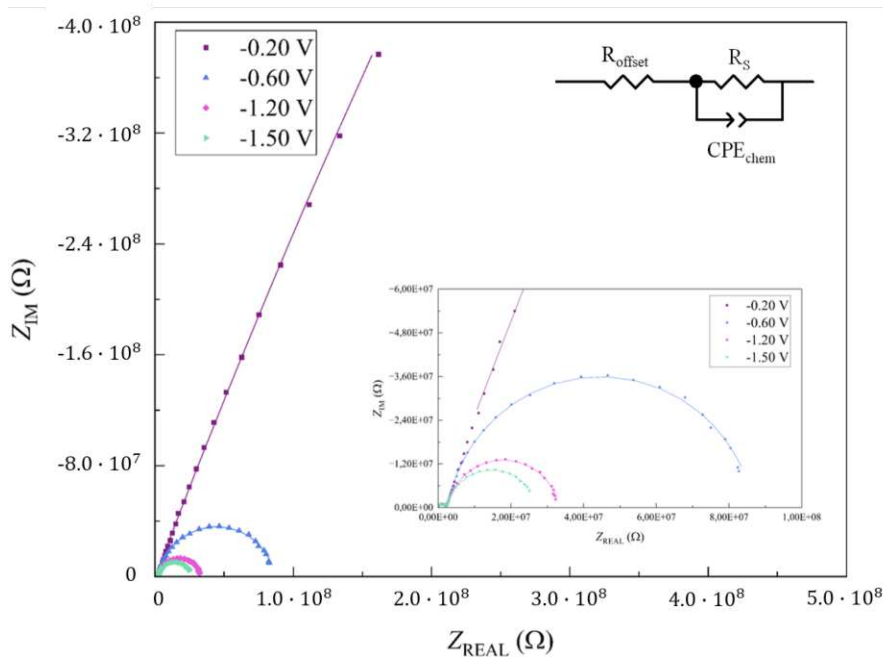 -4.0 · 10⁸
-3.2 · 10⁸
-2.4 · 10⁸
-1.6 · 10⁸
-8.0 · 10⁷
0
Z_IM (Ω)
-0.20 V
-0.60 V
-1.20 V
-1.50 V
R_offset
R_S
CPE_chem
-6,00E+07
-4,80E+07
-3,60E+07
-2,40E+07
-1,20E+07
0,00E+00
Z_IM (Ω)
-0.20 V
-0.60 V
-1.20 V
-1.50 V
0,00E+00 2,00E+07 4,00E+07 6,00E+07 8,00E+07 1,00E+08
Z_REAL (Ω)
0 1.0 · 10⁸ 2.0 · 10⁸ 3.0 · 10⁸ 4.0 · 10⁸ 5.0 · 10⁸
Z_REAL (Ω)